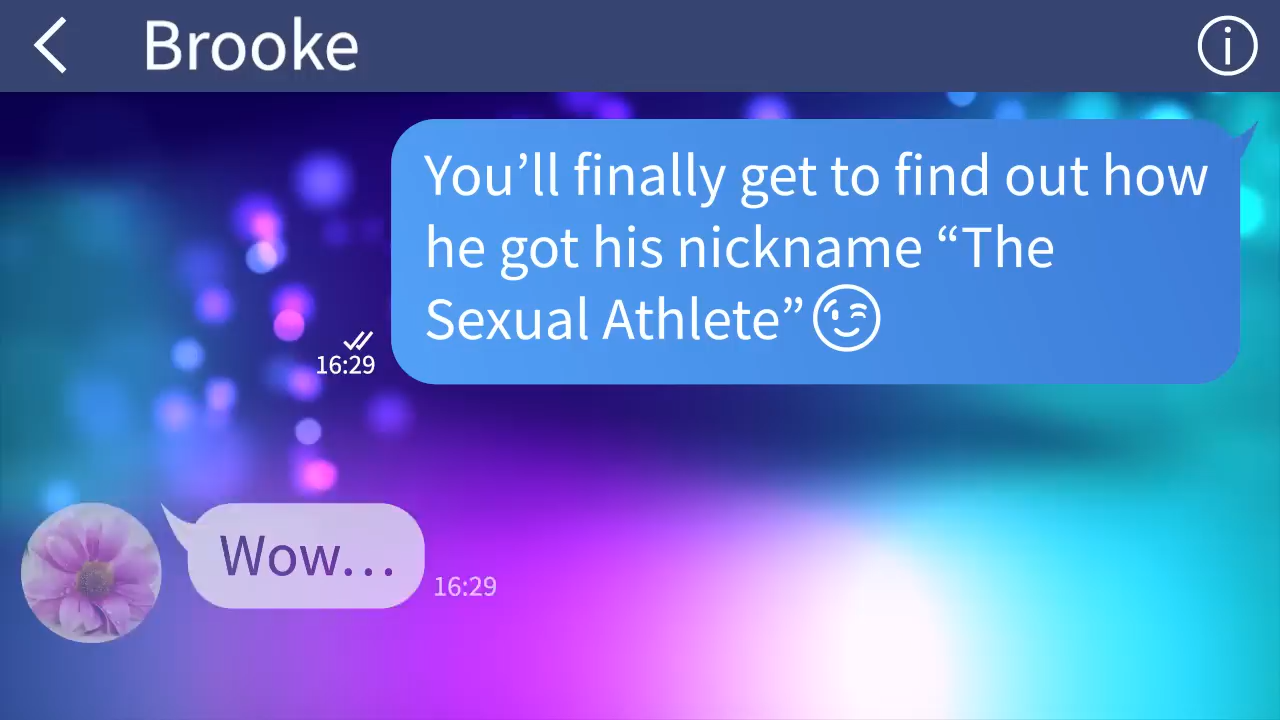 Brooke
You’ll finally get to find out how
he got his nickname “The
Sexual Athlete”😉
16:29
Wow…
16:29